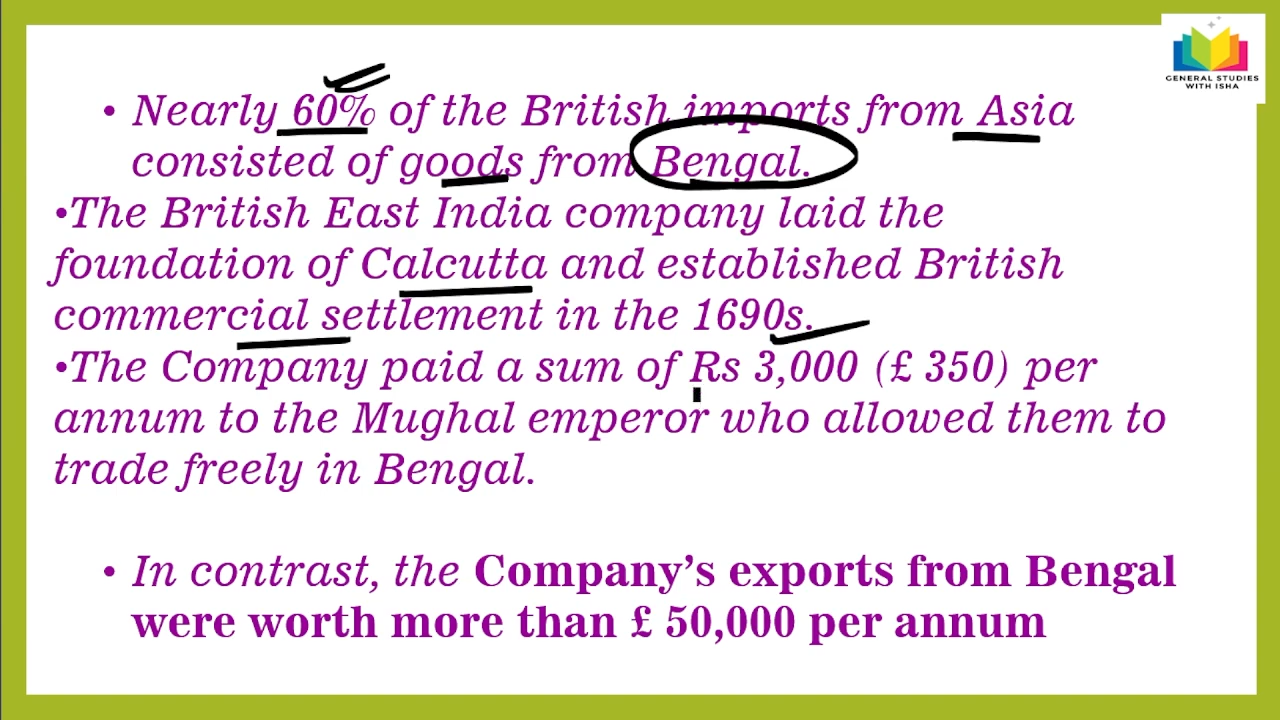 GENERAL STUDIES
WITH ISHA
• Nearly 60% of the British imports from Asia
consisted of goods from Bengal.
•The British East India company laid the
foundation of Calcutta and established British
commercial settlement in the 1690s.
•The Company paid a sum of Rs 3,000 (£ 350) per
annum to the Mughal emperor who allowed them to
trade freely in Bengal.
• In contrast, the Company’s exports from Bengal
were worth more than £ 50,000 per annum